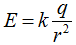 E = k q / r²